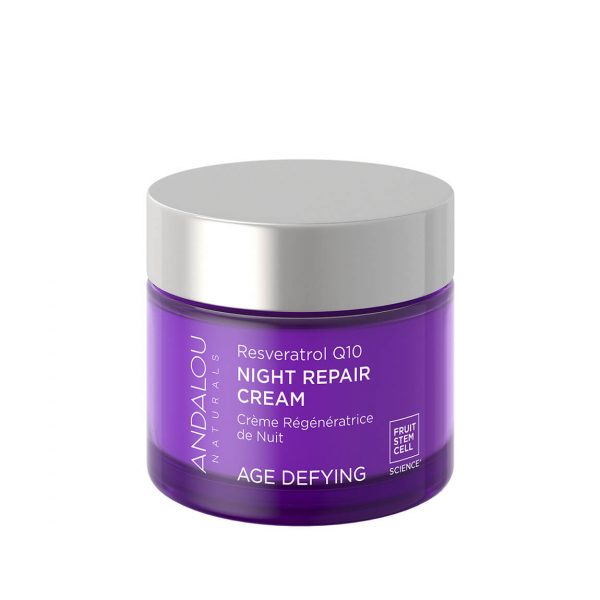 ANDALOU
NATURALS
Resveratrol Q10
NIGHT REPAIR
CREAM
Crème Régénératrice
de Nuit
AGE DEFYING
FRUIT
STEM
CELL
SCIENCE®